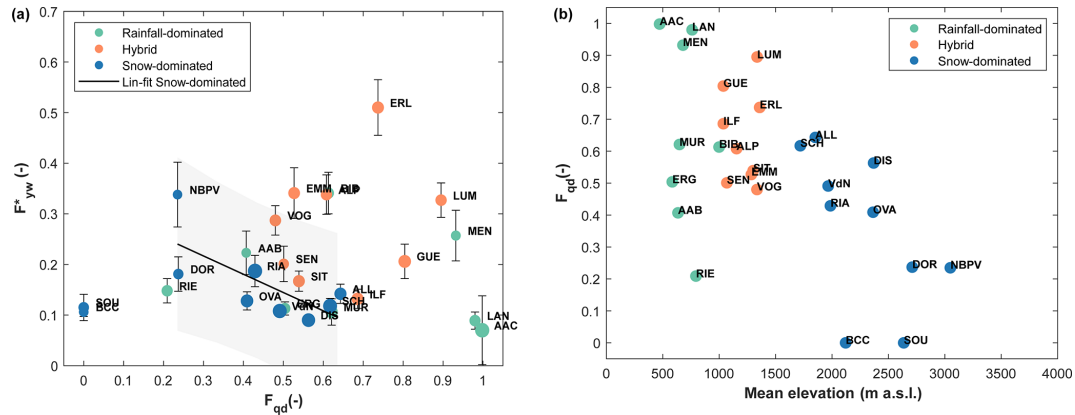 (a)
Rainfall-dominated
Hybrid
Snow-dominated
Lin-fit Snow-dominated
F*yw (-)
0.7
0.6
0.5
0.4
0.3
0.2
0.1
0
ERL
NBPV
EMM
BIB
ALP
LUM
VOG
MEN
AAB
SEN
GUE
RIA
DOR
SIT
RIE
ALL
ILF
OVA
ERG
SCH
VdN
MUR
DIS
SOU
BCC
LAN
AAC
0 0.1 0.2 0.3 0.4 0.5 0.6 0.7 0.8 0.9 1
Fqd(-)
(b)
Rainfall-dominated
Hybrid
Snow-dominated
Fqd(-)
1
0.9
0.8
0.7
0.6
0.5
0.4
0.3
0.2
0.1
0
AAC
LAN
MEN
LUM
GUE
ERL
ILF
MUR
BIB
ALP
ALL
SCH
DIS
SIT
EMM
ERG
SEN
VOG
VdN
AAB
RIA
OVA
RIE
DOR
NBPV
BCC
SOU
0 500 1000 1500 2000 2500 3000 3500 4000
Mean elevation (m a.s.l.)